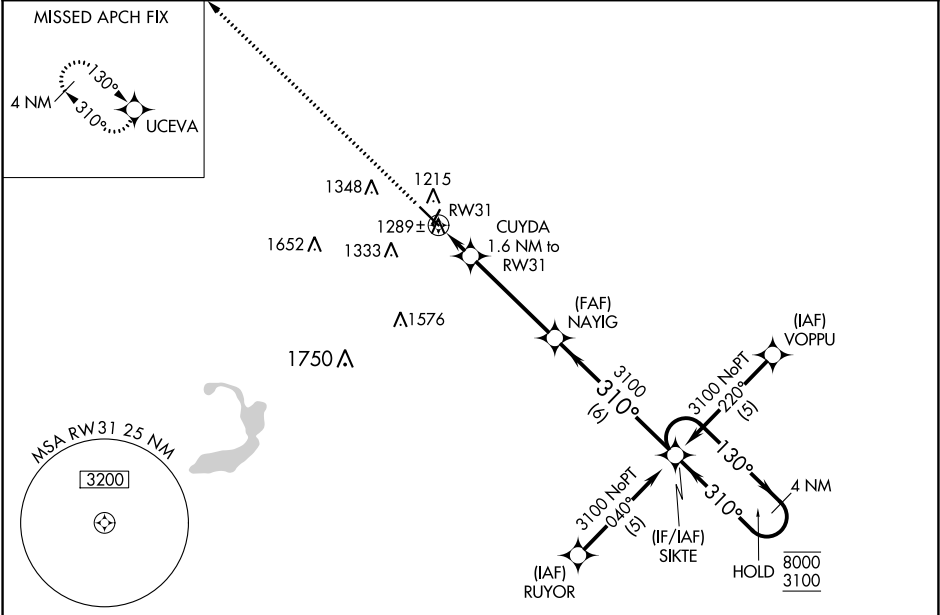 MISSED APCH FIX
4 NM
130°
310°
UCEVA
1348
1215
RW31
1289±
CUYDA
1.6 NM to
RW31
1652
1333
1576
1750
(FAF)
NAYIG
(IAF)
VOPPU
3100 NoPT
220°
(5)
3100
310°
(6)
130°
310°
4 NM
MSA RW31 25 NM
3200
3100 NoPT
040°
(5)
(IF/IAF)
SIKTE
HOLD
8000
3100
(IAF)
RUYOR